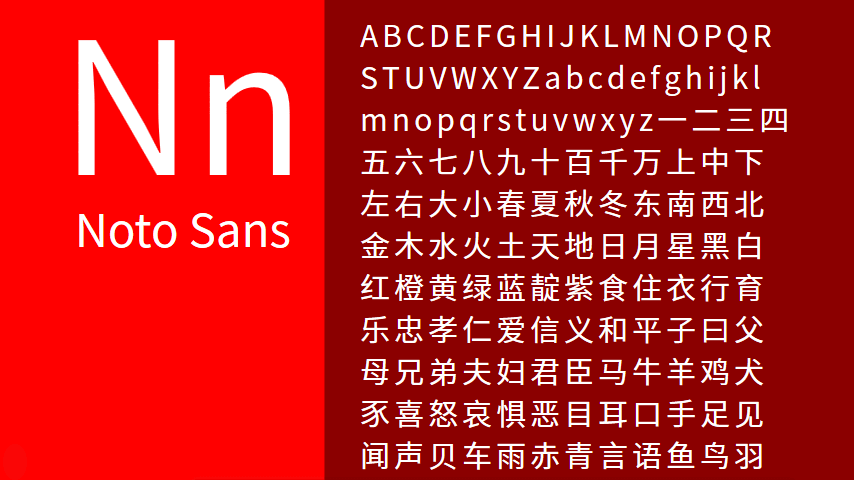 Nn
Noto Sans
ABCDEFGHIJKLMNOPQR
STUVWXYZabcdefghijkl
mnopqrstuvwxyz一二三四
五六七八九十百千万上中下
左右大小春夏秋冬东南西北
金木水火土天地日月星黑白
红橙黄绿蓝靛紫食住衣行育
乐忠孝仁爱信义和平子曰父
母兄弟夫妇君臣马牛羊鸡犬
豕喜怒哀惧恶目耳口手足见
闻声贝车雨赤青言语鱼鸟羽